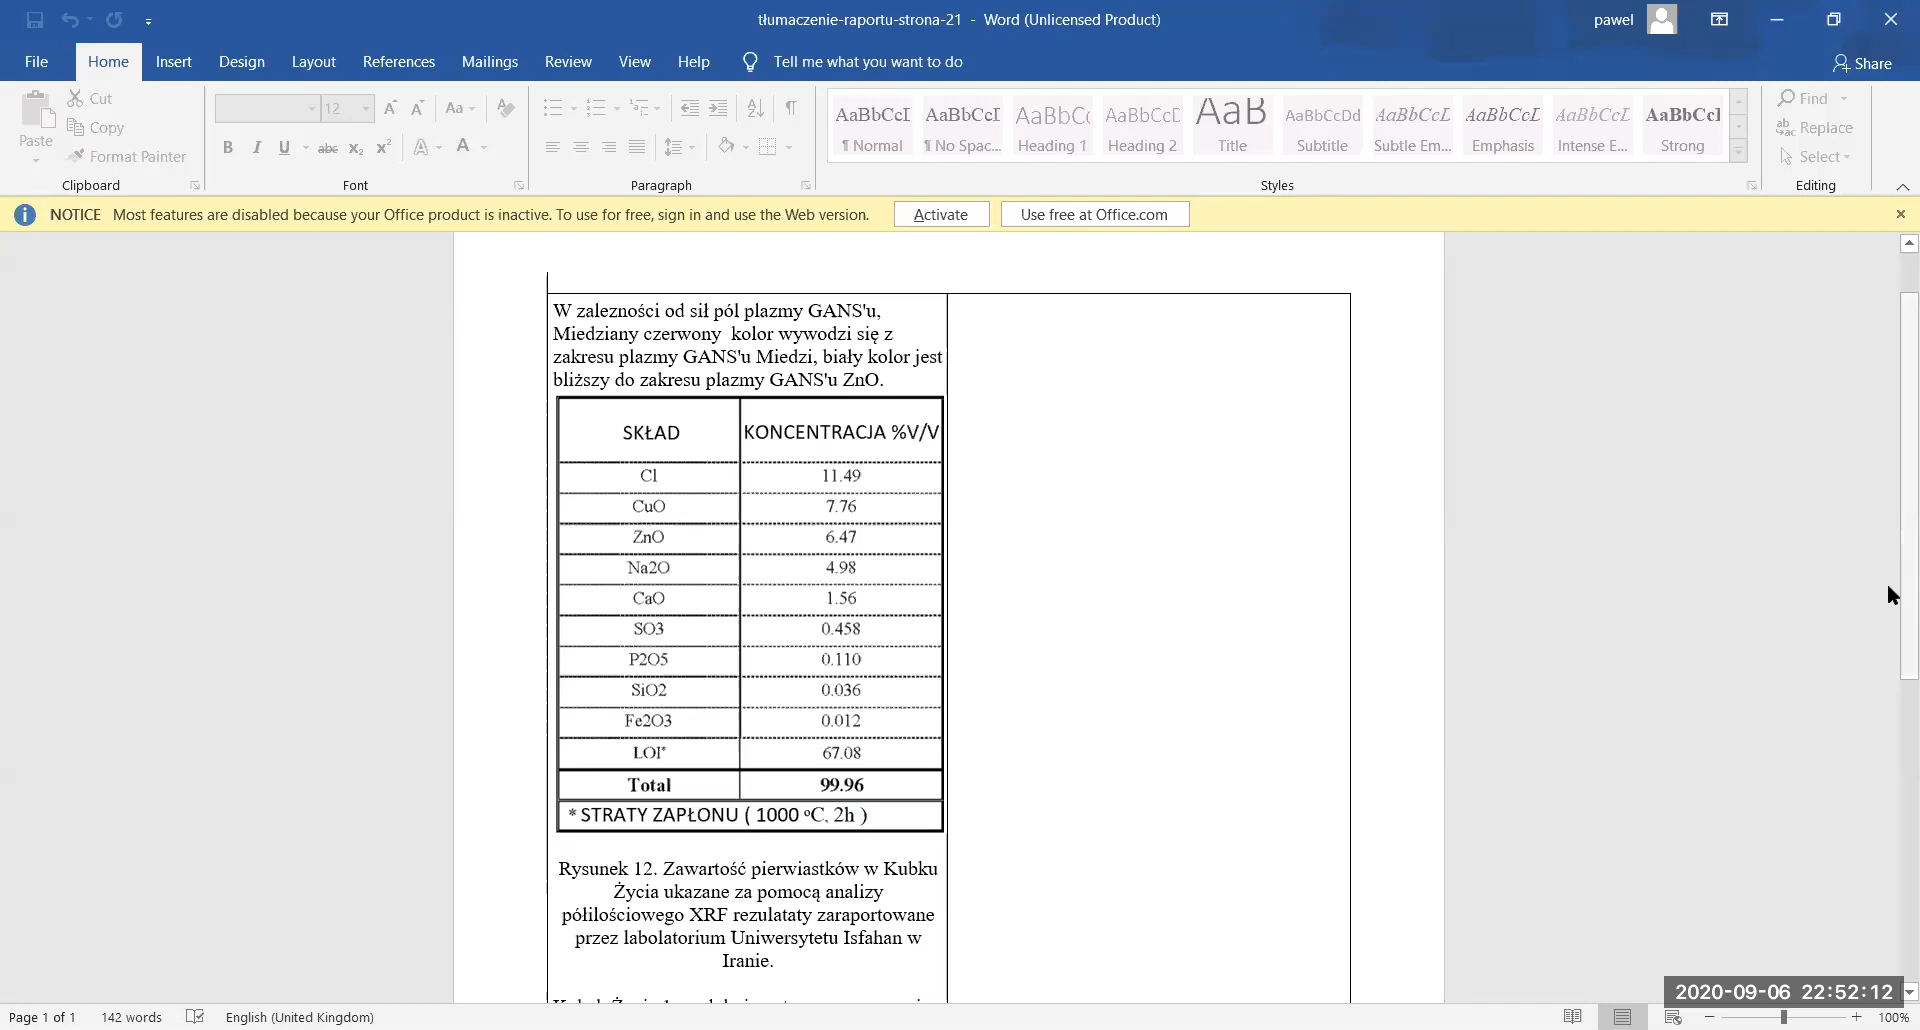 tłumaczenie-raportu-strona-21 - Word (Unlicensed Product)
pawel
File Home Insert Design Layout References Mailings Review View Help Tell me what you want to do
Share
Paste
Cut
Copy
Format Painter
Clipboard
12
Aa
B I U abc x₂ x² A A
Font
Paragraph
AaBbCcI AaBbCcI AaBbCc AaBbCcD AaB AaBbCcDd AaBbCcL AaBbCcL AaBbCcL AaBbCcI
¶ Normal ¶ No Spac... Heading 1 Heading 2 Title Subtitle Subtle Em... Emphasis Intense E... Strong
Styles
Find
Replace
Select
Editing
NOTICE Most features are disabled because your Office product is inactive. To use for free, sign in and use the Web version.
Activate
Use free at Office.com
W zalezności od sił pól plazmy GANS'u,
Miedziany czerwony kolor wywodzi się z
zakresu plazmy GANS'u Miedzi, biały kolor jest
bliższy do zakresu plazmy GANS'u ZnO.
SKŁAD KONCENTRACJA %V/V
Cl 11.49
CuO 7.76
ZnO 6.47
Na2O 4.98
CaO 1.56
SO3 0.458
P2O5 0.110
SiO2 0.036
Fe2O3 0.012
LOI* 67.08
Total 99.96
* STRATY ZAPŁONU ( 1000 ºC, 2h )
Rysunek 12. Zawartość pierwiastków w Kubku
Życia ukazane za pomocą analizy
półilościowego XRF rezulataty zaraportowane
przez labolatorium Uniwersytetu Isfahan w
Iranie.
2020-09-06 22:52:12
Page 1 of 1 142 words English (United Kingdom)
100%